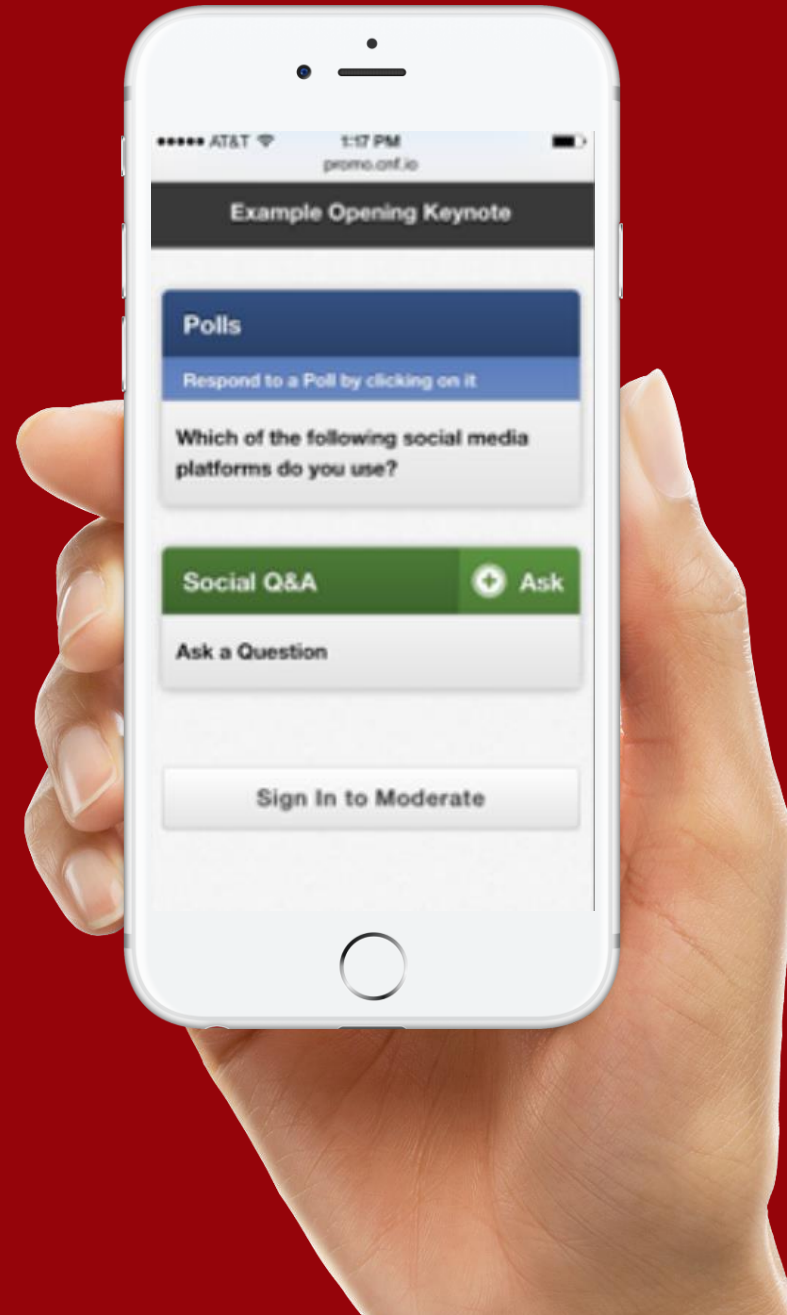 AT&T 1:17 PM
promo.cnf.io
Example Opening Keynote
Polls
Respond to a Poll by clicking on it
Which of the following social media
platforms do you use?
Social Q&A Ask
Ask a Question
Sign In to Moderate